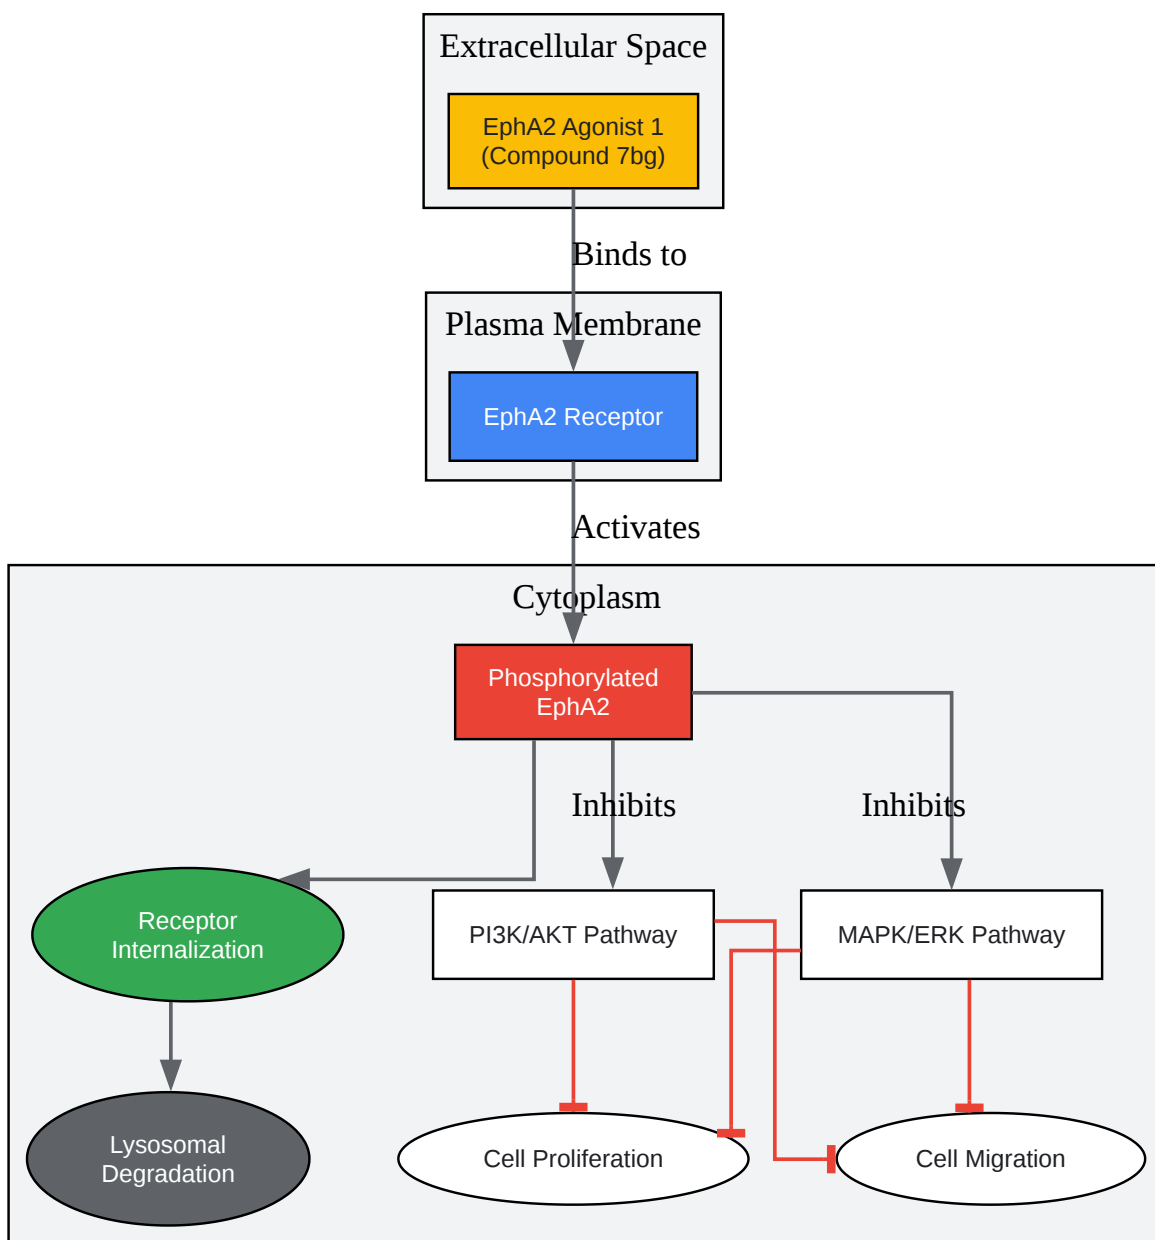 Extracellular Space
EphA2 Agonist 1
(Compound 7bg)
Binds to
Plasma Membrane
EphA2 Receptor
Activates
Cytoplasm
Phosphorylated
EphA2
Inhibits
Inhibits
Receptor
Internalization
PI3K/AKT Pathway
MAPK/ERK Pathway
Lysosomal
Degradation
Cell Proliferation
Cell Migration